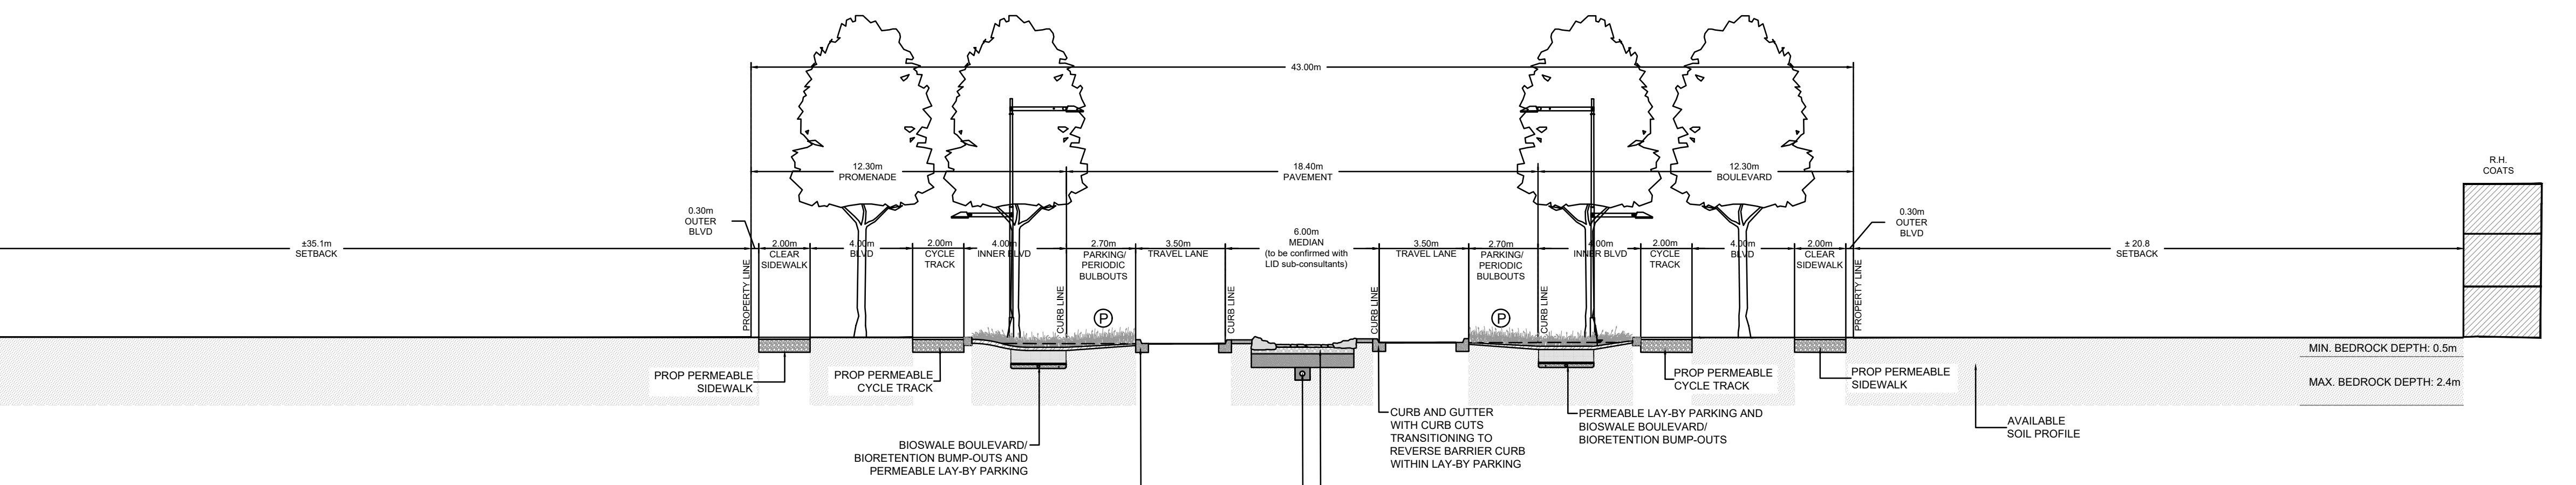 43.00m
12.30m
PROMENADE
18.40m
PAVEMENT
12.30m
BOULEVARD
R.H.
COATS
0.30m
OUTER
BLVD
0.30m
OUTER
BLVD
±35.1m
SETBACK
2.00m
CLEAR
SIDEWALK
4.00m
BLVD
2.00m
CYCLE
TRACK
4.00m
INNER BLVD
2.70m
PARKING/
PERIODIC
BULBOUTS
3.50m
TRAVEL LANE
6.00m
MEDIAN
(to be confirmed with
LID sub-consultants)
3.50m
TRAVEL LANE
2.70m
PARKING/
PERIODIC
BULBOUTS
4.00m
INNER BLVD
2.00m
CYCLE
TRACK
4.00m
BLVD
2.00m
CLEAR
SIDEWALK
± 20.8
SETBACK
PROPERTY LINE
CURB LINE
CURB LINE
CURB LINE
CURB LINE
PROPERTY LINE
P
P
MIN. BEDROCK DEPTH: 0.5m
MAX. BEDROCK DEPTH: 2.4m
PROP PERMEABLE
SIDEWALK
PROP PERMEABLE
CYCLE TRACK
PROP PERMEABLE
CYCLE TRACK
PROP PERMEABLE
SIDEWALK
BIOSWALE BOULEVARD/
BIORETENTION BUMP-OUTS AND
PERMEABLE LAY-BY PARKING
CURB AND GUTTER
WITH CURB CUTS
TRANSITIONING TO
REVERSE BARRIER CURB
WITHIN LAY-BY PARKING
PERMEABLE LAY-BY PARKING AND
BIOSWALE BOULEVARD/
BIORETENTION BUMP-OUTS
AVAILABLE
SOIL PROFILE